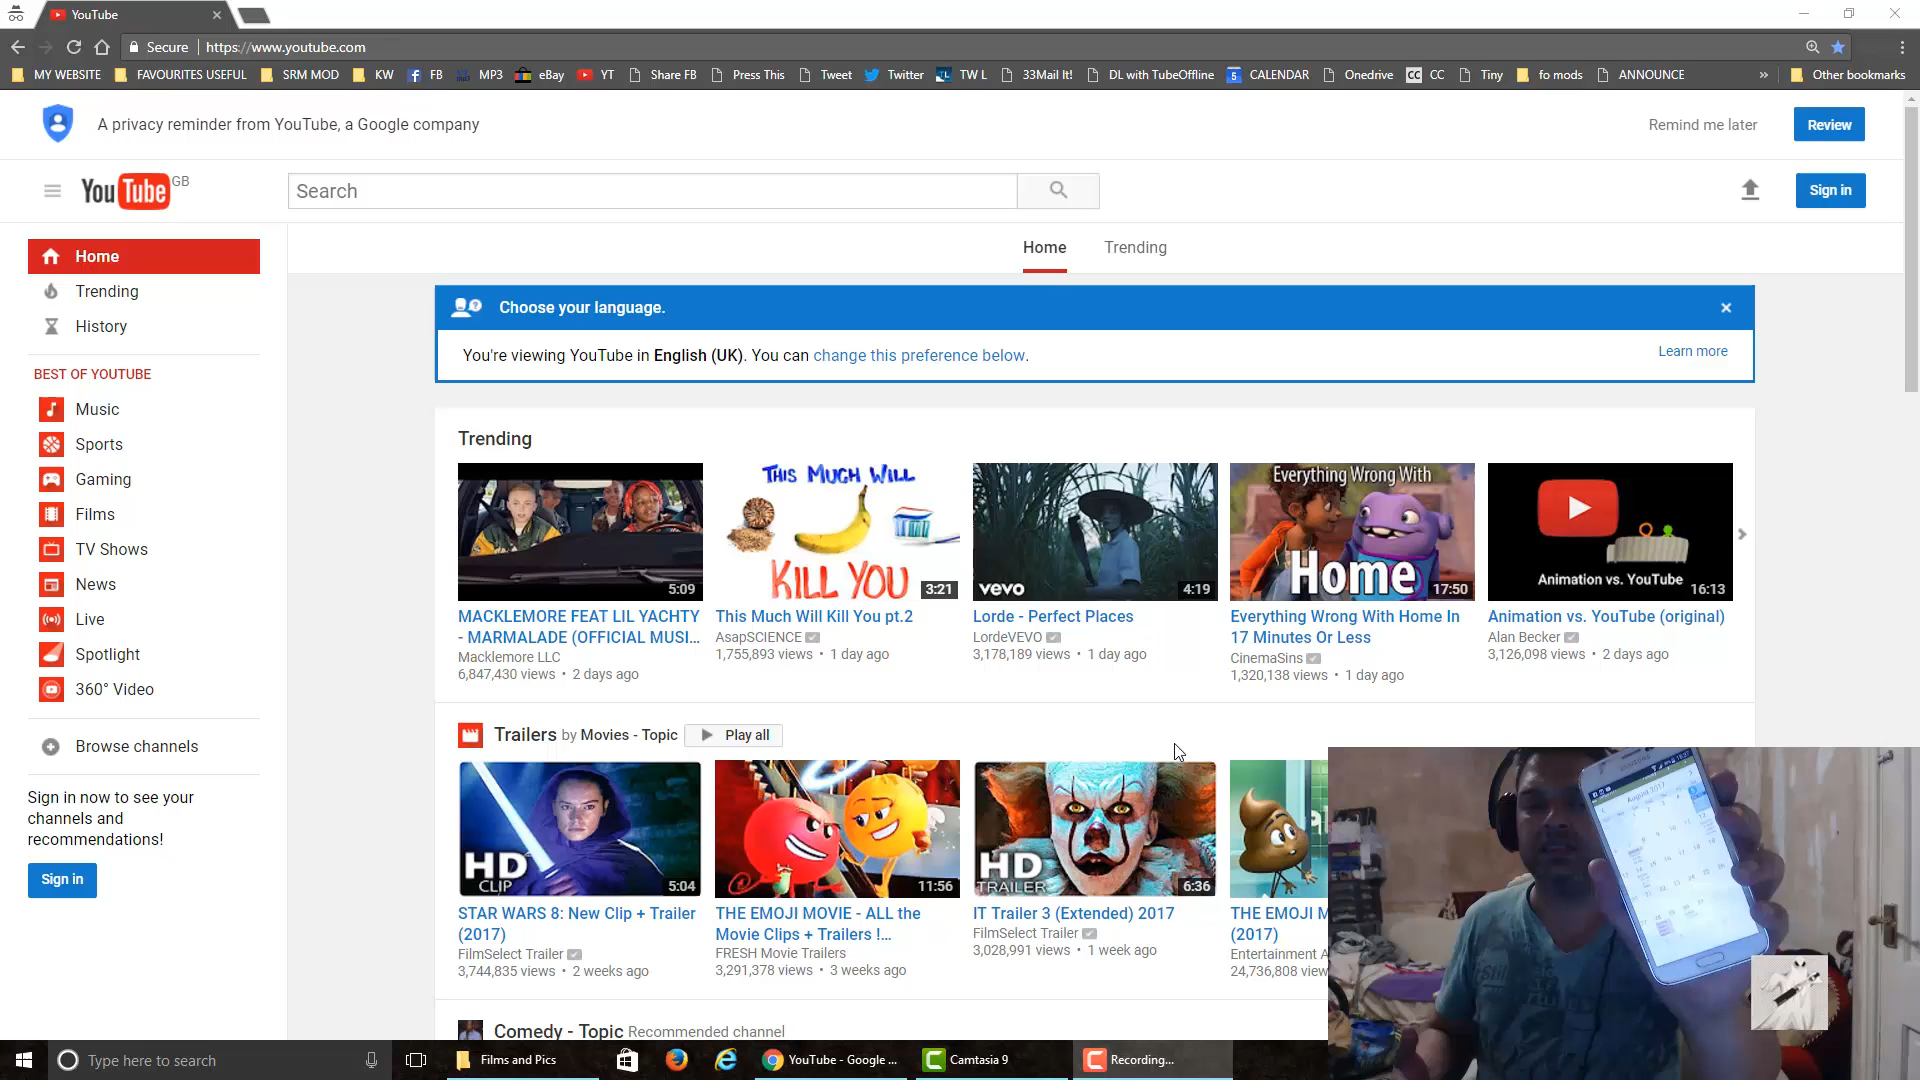 YouTube
Secure https://www.youtube.com
MY WEBSITE FAVOURITES USEFUL SRM MOD KW FB MP3 eBay YT Share FB Press This Tweet Twitter TW L 33Mail It! DL with TubeOffline CALENDAR Onedrive CC CC Tiny fo mods ANNOUNCE » Other bookmarks
A privacy reminder from YouTube, a Google company
Remind me later
Review
YouTube GB
Search
Sign in
Home
Trending
History
BEST OF YOUTUBE
Music
Sports
Gaming
Films
TV Shows
News
Live
Spotlight
360° Video
Browse channels
Sign in now to see your
channels and
recommendations!
Sign in
Home Trending
Choose your language.
You're viewing YouTube in English (UK). You can change this preference below.
Learn more
Trending
5:09
MACKLEMORE FEAT LIL YACHTY
- MARMALADE (OFFICIAL MUSI...
Macklemore LLC
6,847,430 views • 2 days ago
THIS MUCH WILL
KILL YOU
3:21
This Much Will Kill You pt.2
AsapSCIENCE
1,755,893 views • 1 day ago
vevo
4:19
Lorde - Perfect Places
LordeVEVO
3,178,189 views • 1 day ago
Everything Wrong With
Home
17:50
Everything Wrong With Home In
17 Minutes Or Less
CinemaSins
1,320,138 views • 1 day ago
Animation vs. YouTube
16:13
Animation vs. YouTube (original)
Alan Becker
3,126,098 views • 2 days ago
Trailers by Movies - Topic
Play all
HD
CLIP
5:04
STAR WARS 8: New Clip + Trailer
(2017)
FilmSelect Trailer
3,744,835 views • 2 weeks ago
11:56
THE EMOJI MOVIE - ALL the
Movie Clips + Trailers !...
FRESH Movie Trailers
3,291,378 views • 3 weeks ago
HD
TRAILER
6:36
IT Trailer 3 (Extended) 2017
FilmSelect Trailer
3,028,991 views • 1 week ago
THE EMOJI M
(2017)
Entertainment A
24,736,808 view
August 2017
Comedy - Topic Recommended channel
Type here to search
Films and Pics
YouTube - Google ...
Camtasia 9
Recording...